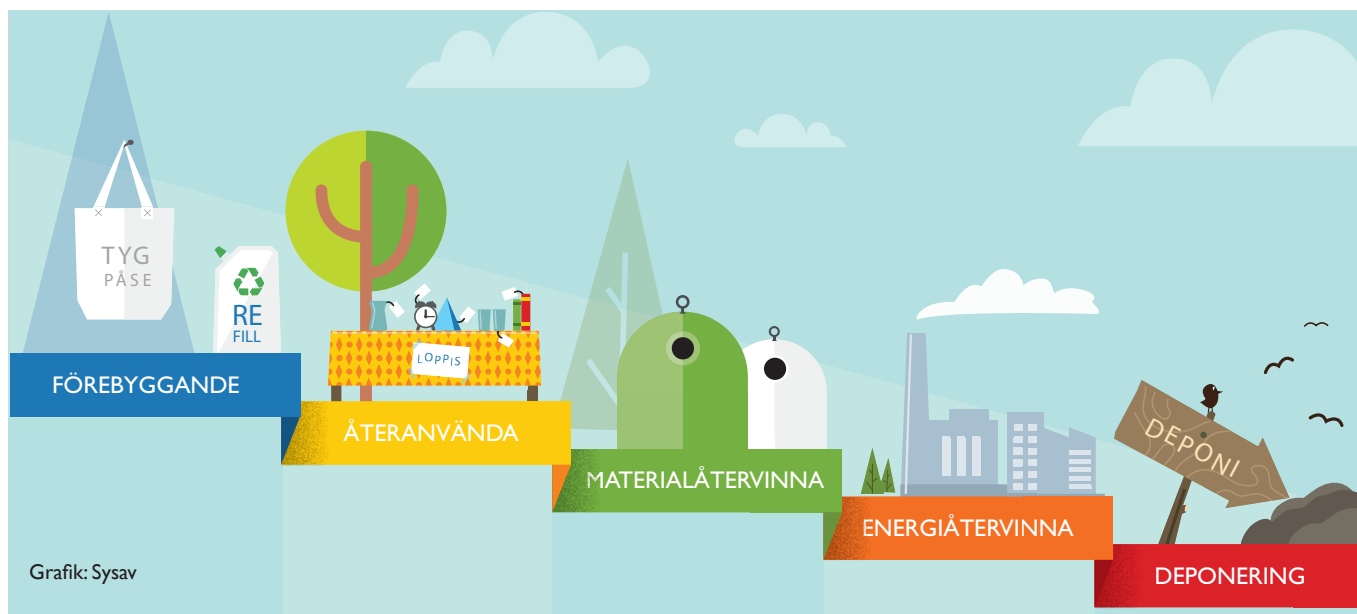 TYG
PÅSE
RE
FILL
FÖREBYGGANDE
LOPPIS
ÅTERANVÄNDA
MATERIALÅTERVINNA
ENERGIÅTERVINNA
DEPONI
DEPONERING
Grafik: Sysav